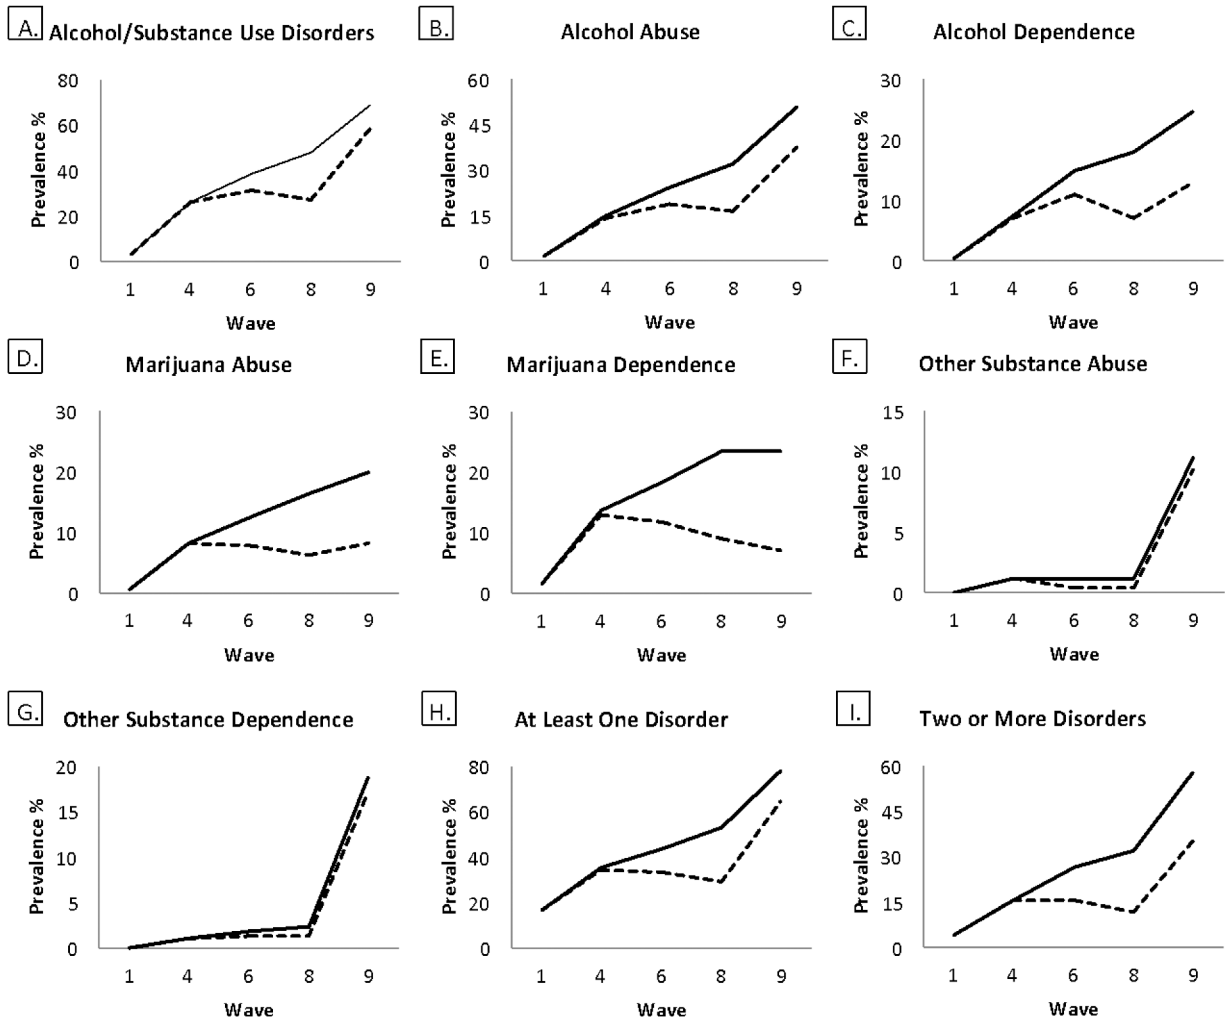 A. Alcohol/Substance Use Disorders
B. Alcohol Abuse
C. Alcohol Dependence
80
60
40
20
0
Prevalence %
1 4 6 8 9
Wave
60
45
30
15
0
Prevalence %
1 4 6 8 9
Wave
30
20
10
0
Prevalence %
1 4 6 8 9
Wave
D. Marijuana Abuse
E. Marijuana Dependence
F. Other Substance Abuse
30
20
10
0
Prevalence %
1 4 6 8 9
Wave
30
20
10
0
Prevalence %
1 4 6 8 9
Wave
15
10
5
0
Prevalence %
1 4 6 8 9
Wave
G. Other Substance Dependence
H. At Least One Disorder
I. Two or More Disorders
20
15
10
5
0
Prevalence %
1 4 6 8 9
Wave
80
60
40
20
0
Prevalence %
1 4 6 8 9
Wave
60
45
30
15
0
Prevalence %
1 4 6 8 9
Wave